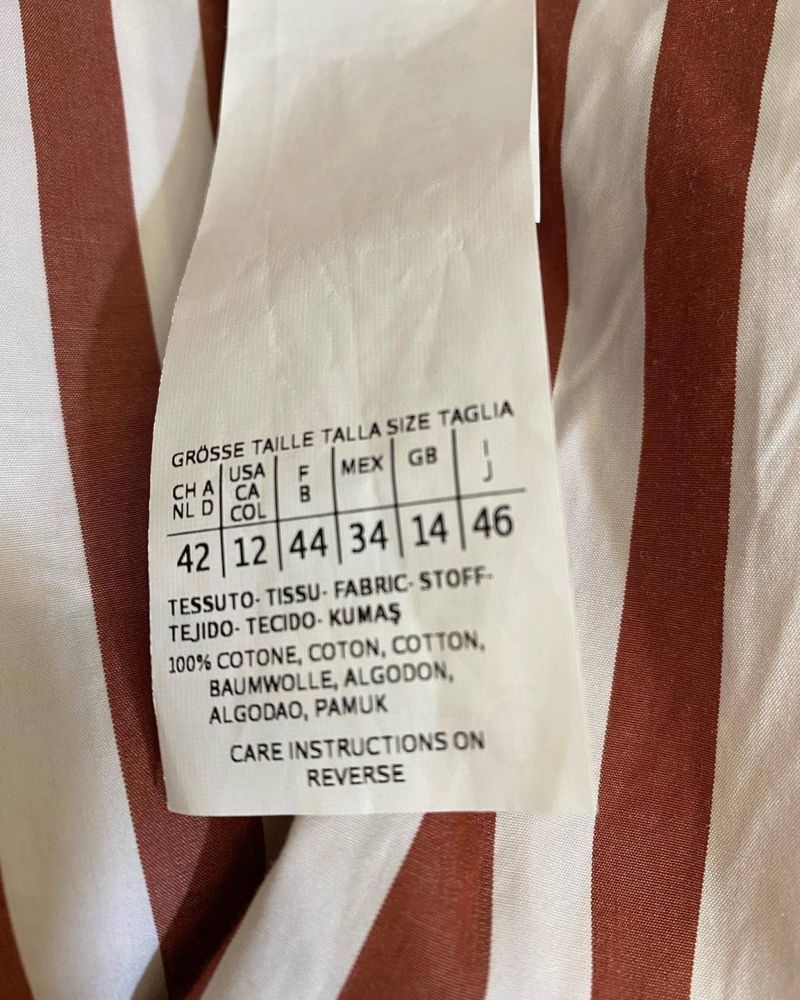 GRÖSSE TAILLE TALLA SIZE TAGLIA
CH A NL D USA CA COL F B MEX GB I J
42 12 44 34 14 46
TESSUTO- TISSU- FABRIC- STOFF-
TEJIDO- TECIDO- KUMAŞ
100% COTONE, COTON, COTTON,
BAUMWOLLE, ALGODON,
ALGODAO, PAMUK
CARE INSTRUCTIONS ON
REVERSE